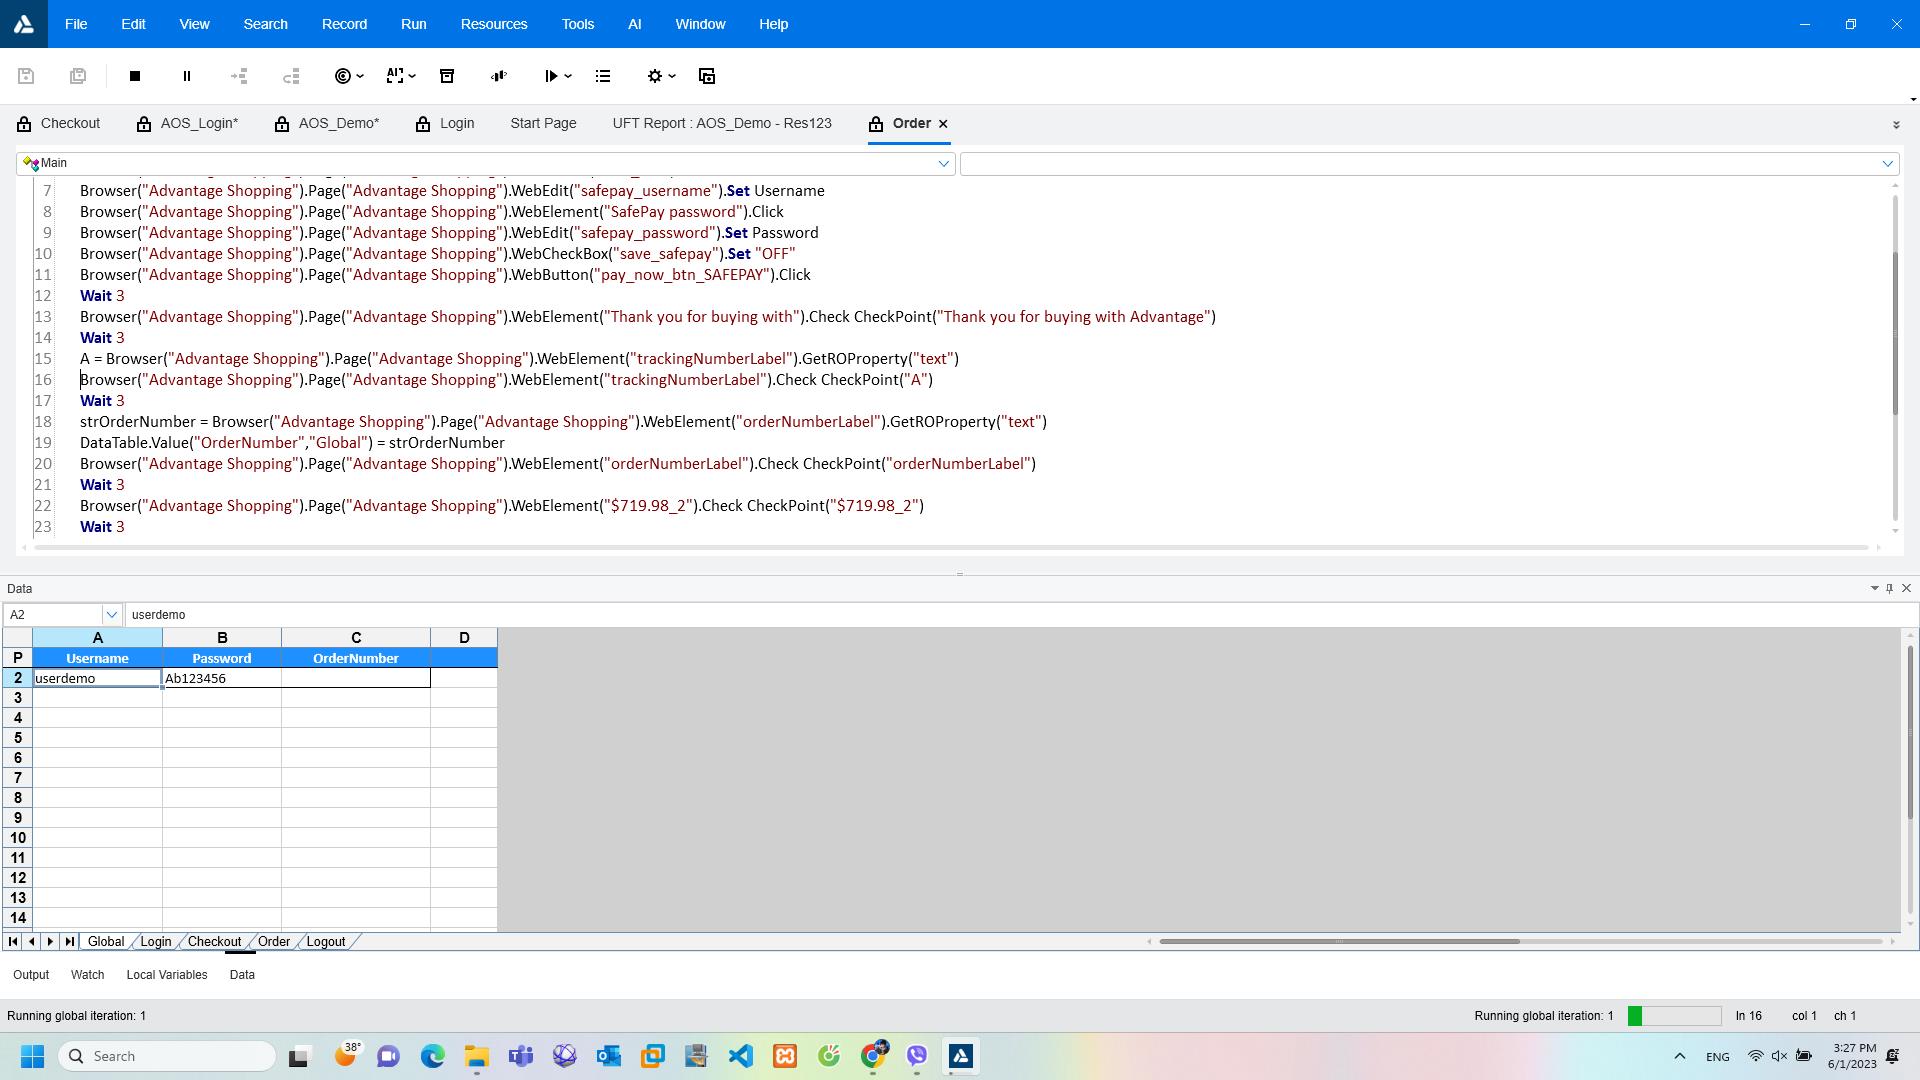 File Edit View Search Record Run Resources Tools AI Window Help
Checkout AOS_Login* AOS_Demo* Login Start Page UFT Report : AOS_Demo - Res123 Order
Main
7 Browser("Advantage Shopping").Page("Advantage Shopping").WebEdit("safepay_username").Set Username
8 Browser("Advantage Shopping").Page("Advantage Shopping").WebElement("SafePay password").Click
9 Browser("Advantage Shopping").Page("Advantage Shopping").WebEdit("safepay_password").Set Password
10 Browser("Advantage Shopping").Page("Advantage Shopping").WebCheckBox("save_safepay").Set "OFF"
11 Browser("Advantage Shopping").Page("Advantage Shopping").WebButton("pay_now_btn_SAFEPAY").Click
12 Wait 3
13 Browser("Advantage Shopping").Page("Advantage Shopping").WebElement("Thank you for buying with").Check CheckPoint("Thank you for buying with Advantage")
14 Wait 3
15 A = Browser("Advantage Shopping").Page("Advantage Shopping").WebElement("trackingNumberLabel").GetROProperty("text")
16 Browser("Advantage Shopping").Page("Advantage Shopping").WebElement("trackingNumberLabel").Check CheckPoint("A")
17 Wait 3
18 strOrderNumber = Browser("Advantage Shopping").Page("Advantage Shopping").WebElement("orderNumberLabel").GetROProperty("text")
19 DataTable.Value("OrderNumber","Global") = strOrderNumber
20 Browser("Advantage Shopping").Page("Advantage Shopping").WebElement("orderNumberLabel").Check CheckPoint("orderNumberLabel")
21 Wait 3
22 Browser("Advantage Shopping").Page("Advantage Shopping").WebElement("$719.98_2").Check CheckPoint("$719.98_2")
23 Wait 3
Data
A2 userdemo
A B C D
P Username Password OrderNumber
2 userdemo Ab123456
3
4
5
6
7
8
9
10
11
12
13
14
Global Login Checkout Order Logout
Output Watch Local Variables Data
Running global iteration: 1 Running global iteration: 1 ln 16 col 1 ch 1
Search 38° ENG 3:27 PM
6/1/2023